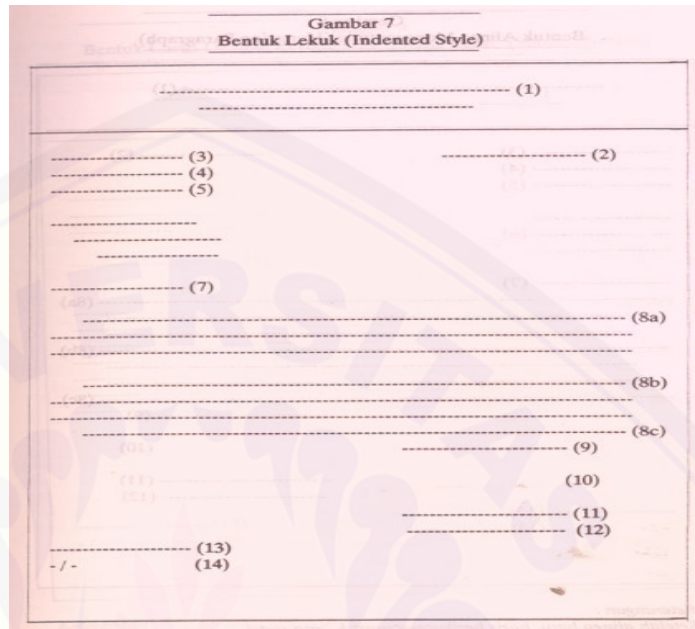 Gambar 7
Bentuk Lekuk (Indented Style)
---------------------------------------------------- (1)
-----------------------------------------
-------------------- (3) ---------------------- (2)
-------------------- (4)
-------------------- (5)
----------------------
----------------------
------------------
-------------------- (7)
---------------------------------------------------------------------------------- (8a)
---------------------------------------------------------------------------------------
---------------------------------------------------------------------------------------
---------------------------------------------------------------------------------- (8b)
---------------------------------------------------------------------------------------
---------------------------------------------------------------------------------------
---------------------------------------------------------------------------------- (8c)
------------------------- (9)
(10)
------------------------- (11)
------------------------ (12)
--------------------- (13)
- / - (14)